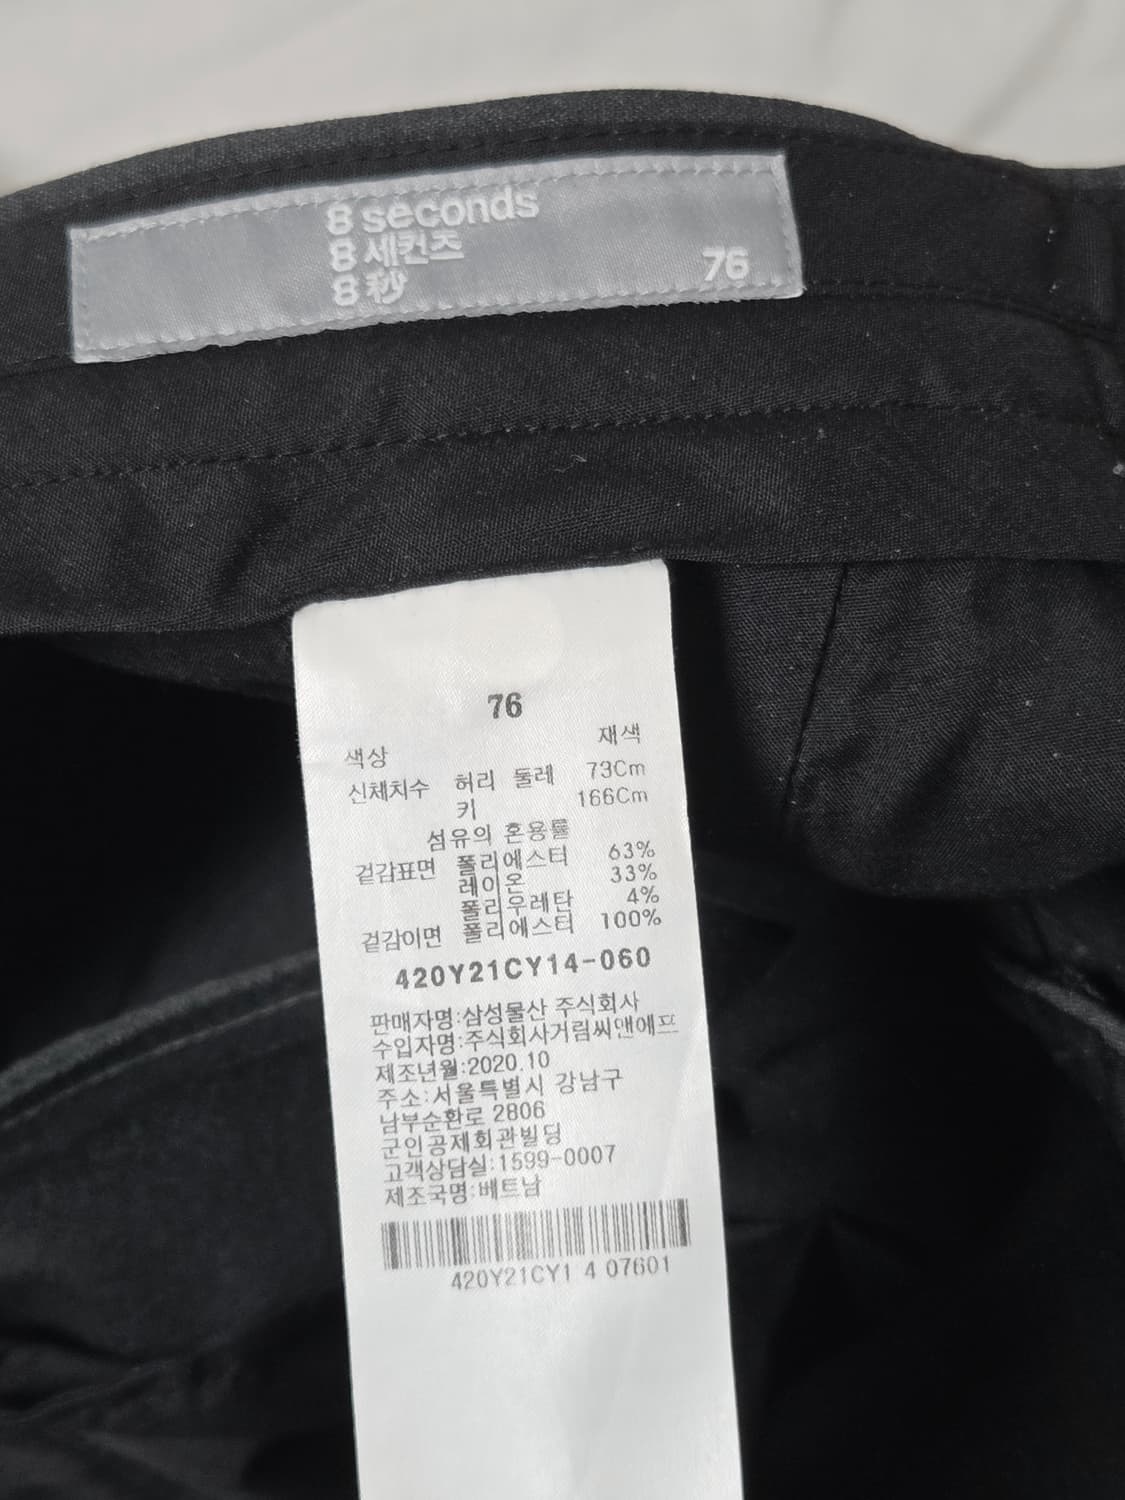 8 seconds
8 세컨즈
8 秒
76
76
색상 재색
신체치수 허리 둘레 73Cm
키 166Cm
섬유의 혼용률
겉감표면 폴리에스터 63%
레이온 33%
폴리우레탄 4%
겉감이면 폴리에스터 100%
420Y21CY14-060
판매자명:삼성물산 주식회사
수입자명:주식회사거림씨앤에프
제조년월:2020.10
주소:서울특별시 강남구
남부순환로 2806
군인공제회관빌딩
고객상담실:1599-0007
제조국명:베트남
420Y21CY1 4 07601